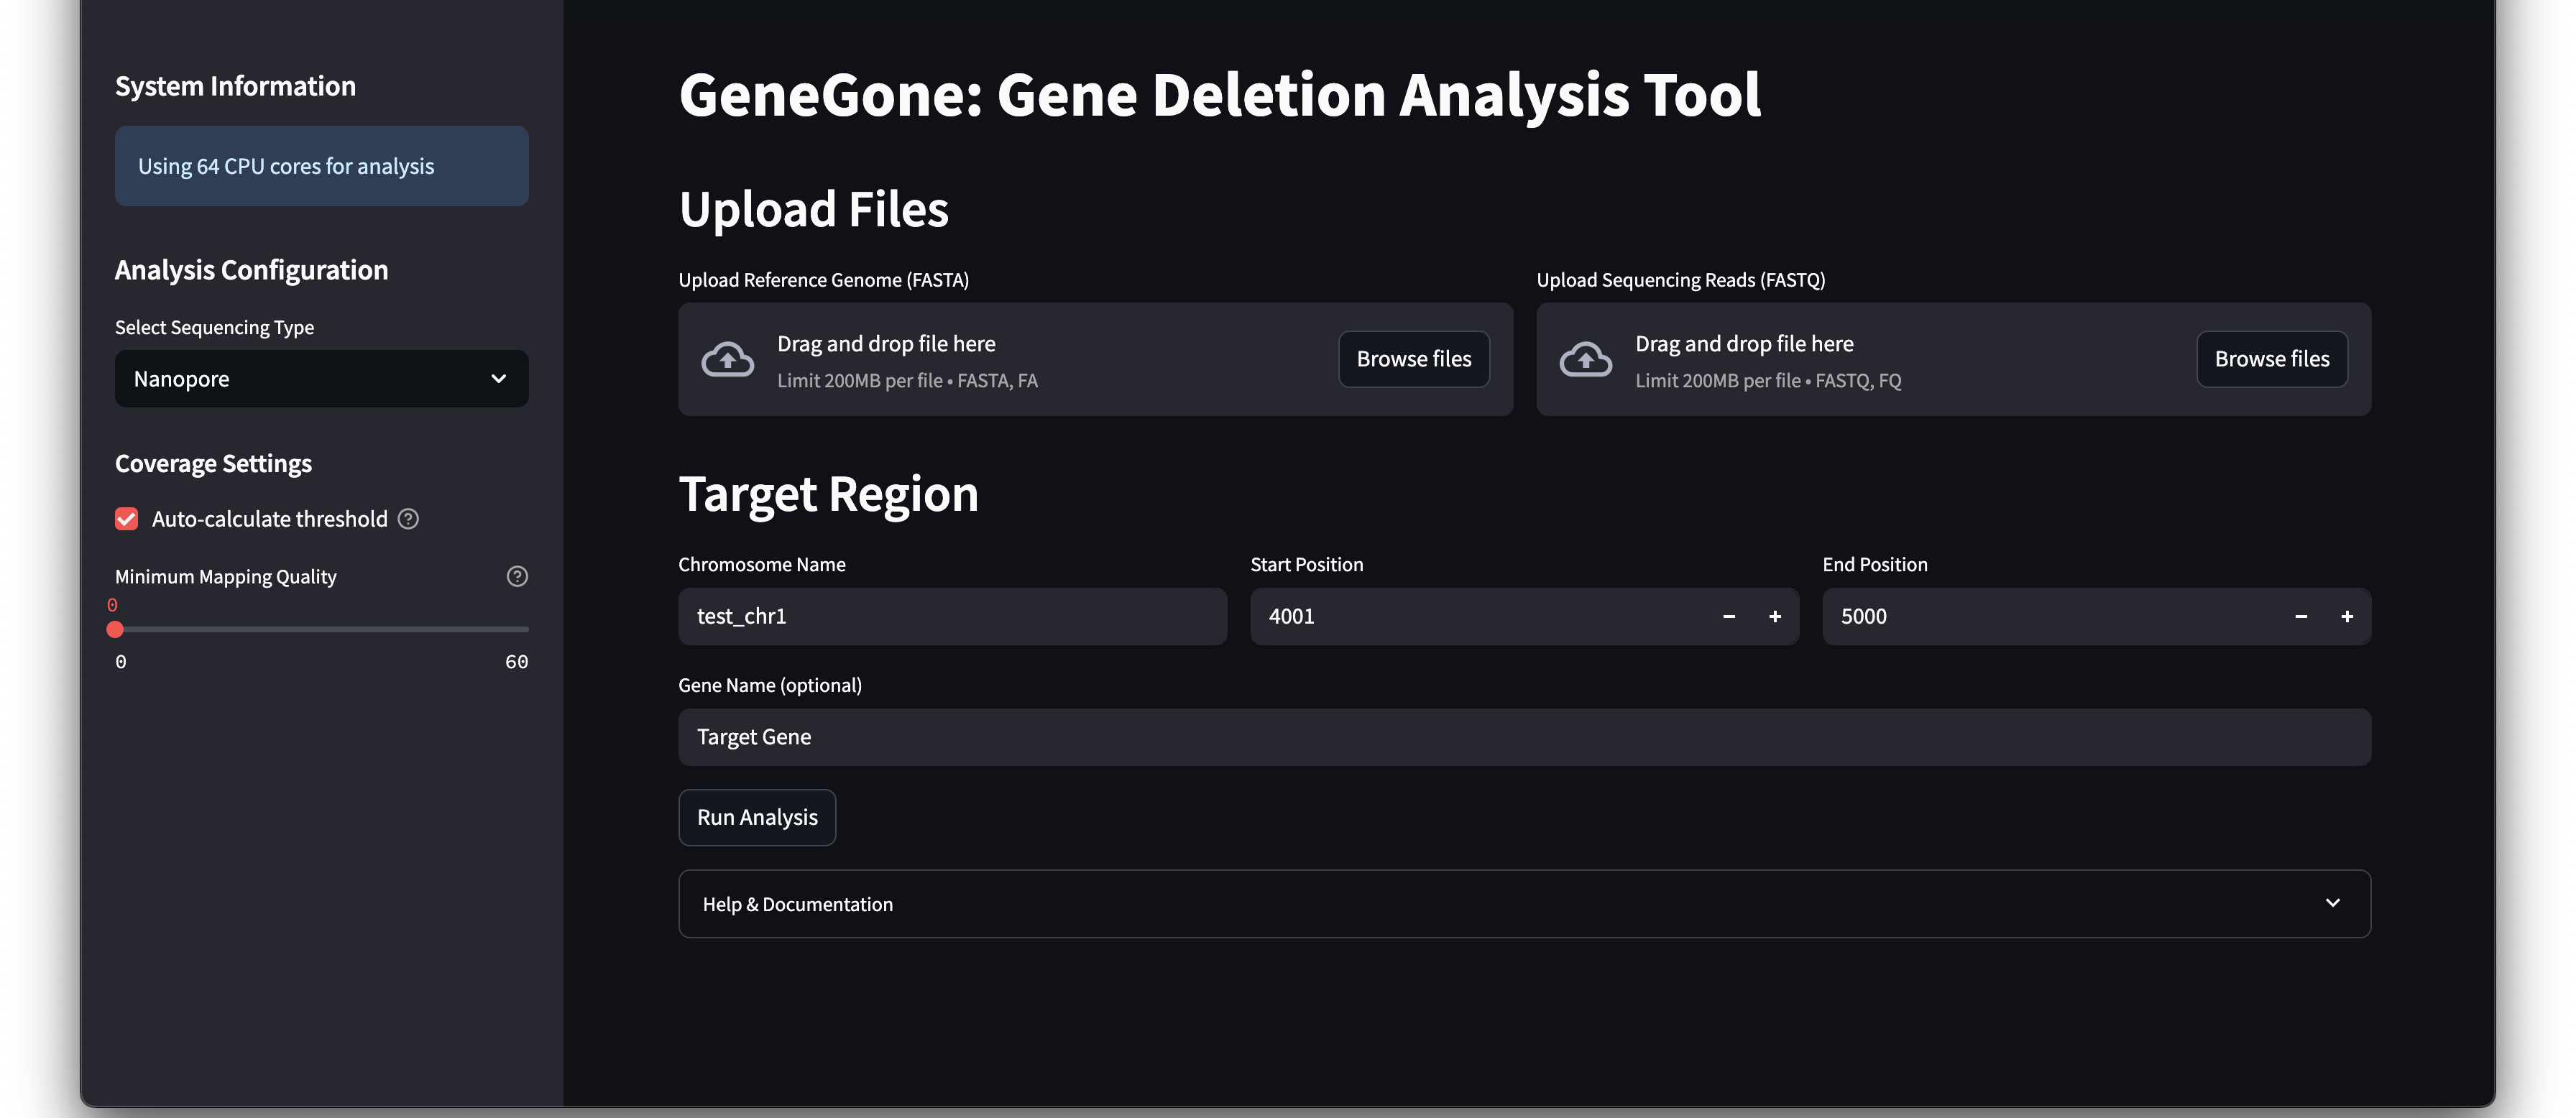 System Information
Using 64 CPU cores for analysis
Analysis Configuration
Select Sequencing Type
Nanopore
Coverage Settings
Auto-calculate threshold
Minimum Mapping Quality
0
0 60
GeneGone: Gene Deletion Analysis Tool
Upload Files
Upload Reference Genome (FASTA)
Drag and drop file here
Limit 200MB per file • FASTA, FA
Browse files
Upload Sequencing Reads (FASTQ)
Drag and drop file here
Limit 200MB per file • FASTQ, FQ
Browse files
Target Region
Chromosome Name
test_chr1
Start Position
4001
End Position
5000
Gene Name (optional)
Target Gene
Run Analysis
Help & Documentation